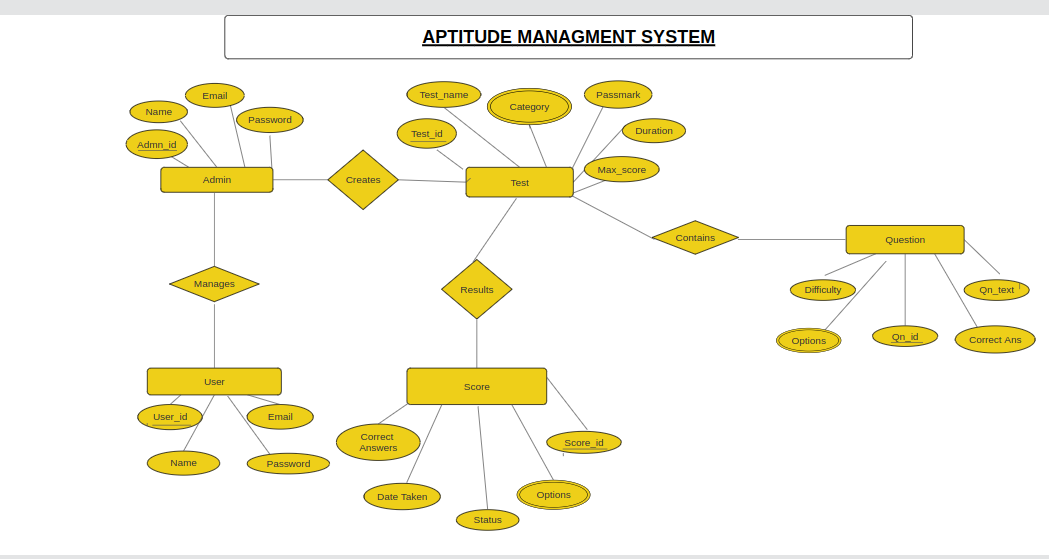 APTITUDE MANAGMENT SYSTEM
Test_name
Category
Passmark
Email
Name
Password
Test_id
Duration
Admn_id
Max_score
Admin
Creates
Test
Contains
Question
Manages
Results
Difficulty
Qn_text
Options
Qn_id
Correct Ans
User
Score
User_id
Email
Correct
Answers
Score_id
Name
Password
Date Taken
Options
Status